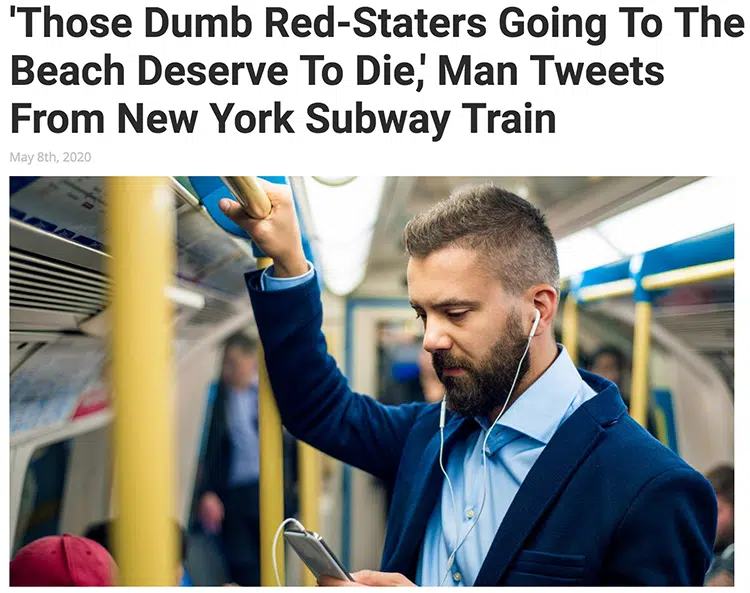 'Those Dumb Red-Staters Going To The
Beach Deserve To Die,' Man Tweets
From New York Subway Train
May 8th, 2020